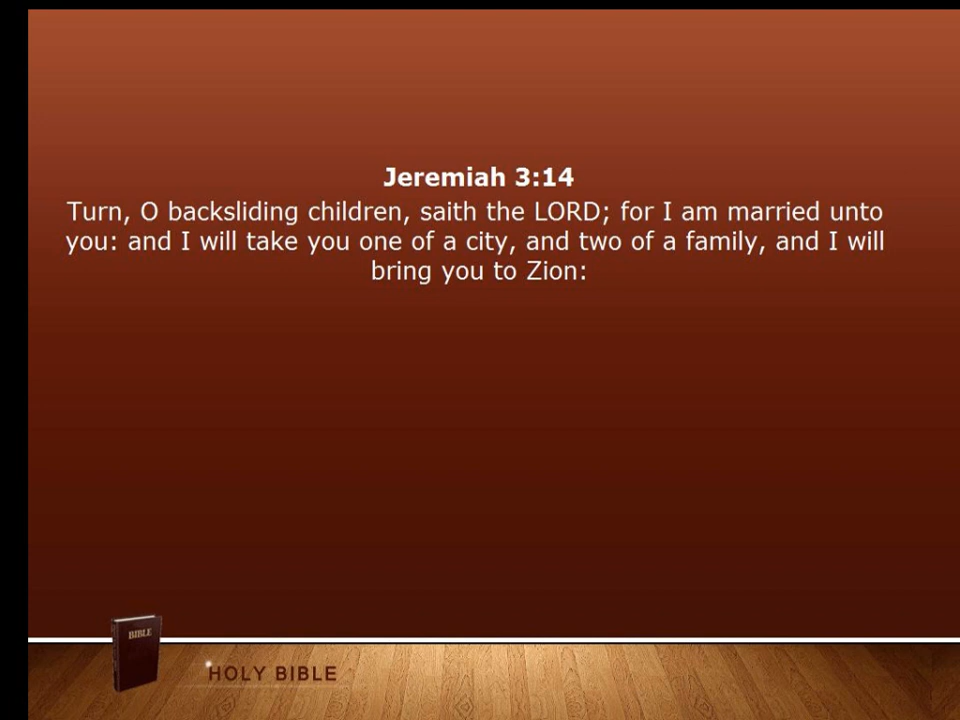 Jeremiah 3:14
Turn, O backsliding children, saith the LORD; for I am married unto
you: and I will take you one of a city, and two of a family, and I will
bring you to Zion:
BIBLE
HOLY BIBLE